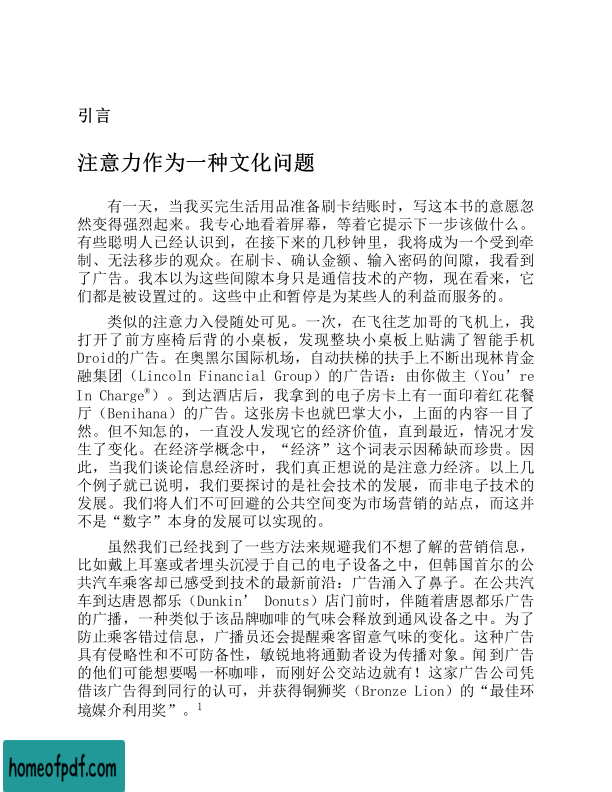 引言
注意力作为一种文化问题
有一天，当我买完生活用品准备刷卡结账时，写这本书的意愿忽
然变得强烈起来。我专心地看着屏幕，等着它提示下一步该做什么。
有些聪明人已经认识到，在接下来的几秒钟里，我将成为一个受到牵
制、无法移步的观众。在刷卡、确认金额、输入密码的间隙，我看到
了广告。我本以为这些间隙本身只是通信技术的产物，现在看来，它
们都是被设置过的。这些中止和暂停是为某些人的利益而服务的。
类似的注意力入侵随处可见。一次，在飞往芝加哥的飞机上，我
打开了前方座椅后背的小桌板，发现整块小桌板上贴满了智能手机
Droid的广告。在奥黑尔国际机场，自动扶梯的扶手上不断出现林肯金
融集团（Lincoln Financial Group）的广告语：由你做主（You’re
In Charge®）。到达酒店后，我拿到的电子房卡上有一面印着红花餐
厅（Benihana）的广告。这张房卡也就巴掌大小，上面的内容一目了
然。但不知怎的，一直没人发现它的经济价值，直到最近，情况才发
生了变化。在经济学概念中，“经济”这个词表示因稀缺而珍贵。因
此，当我们谈论信息经济时，我们真正想说的是注意力经济。以上几
个例子就已说明，我们要探讨的是社会技术的发展，而非电子技术的
发展。我们将人们不可回避的公共空间变为市场营销的站点，而这并
不是“数字”本身的发展可以实现的。
虽然我们已经找到了一些方法来规避我们不想了解的营销信息，
比如戴上耳塞或者埋头沉浸于自己的电子设备之中，但韩国首尔的公
共汽车乘客却已感受到技术的最新前沿：广告涌入了鼻子。在公共汽
车到达唐恩都乐（Dunkin’ Donuts）店门前时，伴随着唐恩都乐广告
的广播，一种类似于该品牌咖啡的气味会释放到通风设备之中。为了
防止乘客错过信息，广播员还会提醒乘客留意气味的变化。这种广告
具有侵略性和不可防备性，敏锐地将通勤者设为传播对象。闻到广告
的他们可能想要喝一杯咖啡，而刚好公交站边就有！这家广告公司凭
借该广告得到同行的认可，并获得铜狮奖（Bronze Lion）的“最佳环
境媒介利用奖”。1
homeofpdf.com